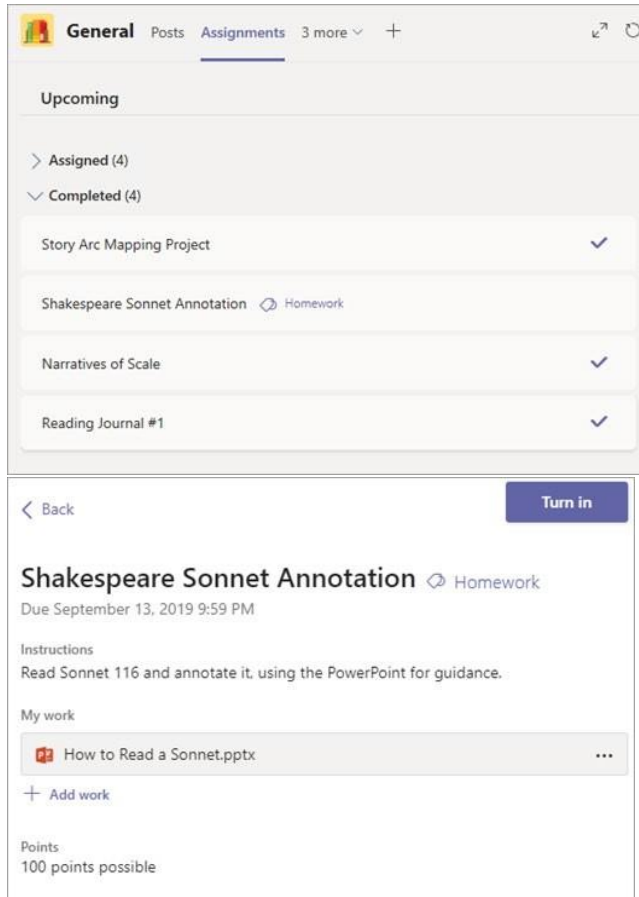 General Posts Assignments 3 more
Upcoming
Assigned (4)
Completed (4)
Story Arc Mapping Project
Shakespeare Sonnet Annotation Homework
Narratives of Scale
Reading Journal #1
Back Turn in
Shakespeare Sonnet Annotation Homework
Due September 13, 2019 9:59 PM
Instructions
Read Sonnet 116 and annotate it, using the PowerPoint for guidance.
My work
How to Read a Sonnet.pptx
Add work
Points
100 points possible